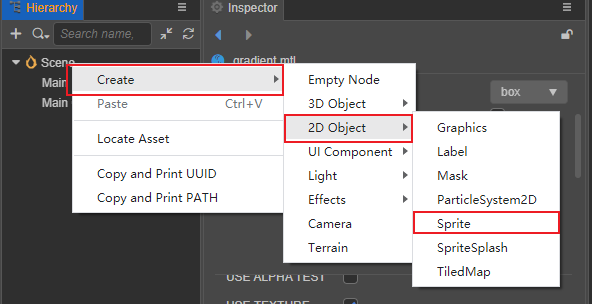 Hierarchy
Inspector
Search name,
gradient.mtl
Scene
Main
Main
box
Create
Paste Ctrl+V
Locate Asset
Copy and Print UUID
Copy and Print PATH
Empty Node
3D Object
2D Object
UI Component
Light
Effects
Camera
Terrain
Graphics
Label
Mask
ParticleSystem2D
Sprite
SpriteSplash
TiledMap
USE ALPHA TEST
USE TEXTURE